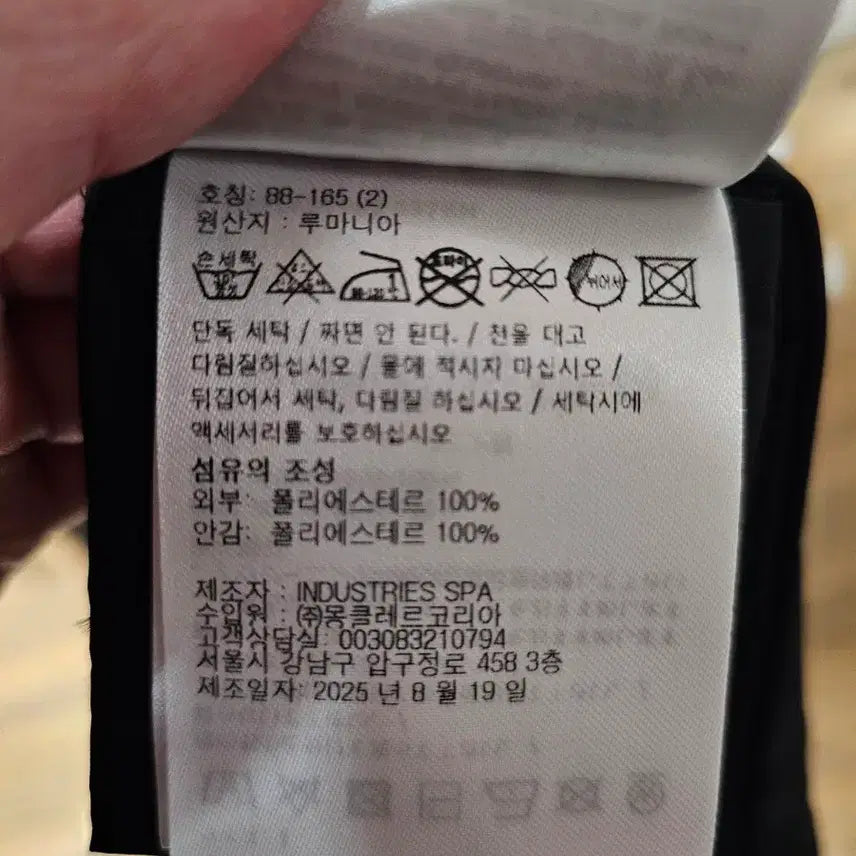 호칭: 88-165 (2)
원산지 : 루마니아
손세탁
드라이
뉘어서
단독 세탁 / 짜면 안 된다. / 천을 대고
다림질하십시오 / 물에 적시지 마십시오 /
뒤집어서 세탁, 다림질 하십시오 / 세탁시에
액세서리를 보호하십시오
섬유의 조성
외부: 폴리에스테르 100%
안감: 폴리에스테르 100%
제조자 : INDUSTRIES SPA
수입원 : ㈜몽클레르코리아
고객상담실: 003083210794
서울시 강남구 압구정로 458 3층
제조일자: 2025 년 8 월 19 일